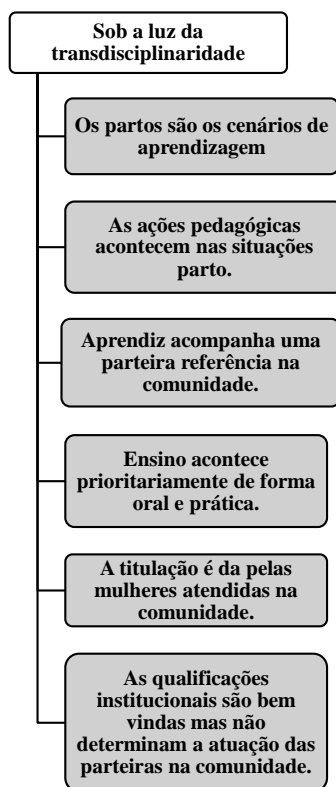 Sob a luz da
transdisciplinaridade
Os partos são os cenários de
aprendizagem
As ações pedagógicas
acontecem nas situações
parto.
Aprendiz acompanha uma
parteira referência na
comunidade.
Ensino acontece
prioritariamente de forma
oral e prática.
A titulação é da pelas
mulheres atendidas na
comunidade.
As qualificações
institucionais são bem
vindas mas não
determinam a atuação das
parteiras na comunidade.